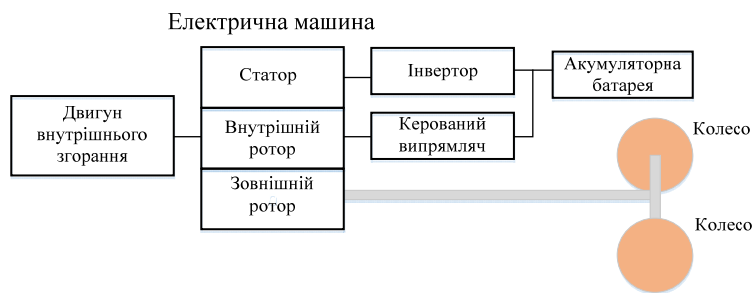 Електрична машина
Статор
Інвертор
Акумуляторна
батарея
Двигун
внутрішнього
згорання
Внутрішній
ротор
Керований
випрямляч
Колесо
Зовнішній
ротор
Колесо